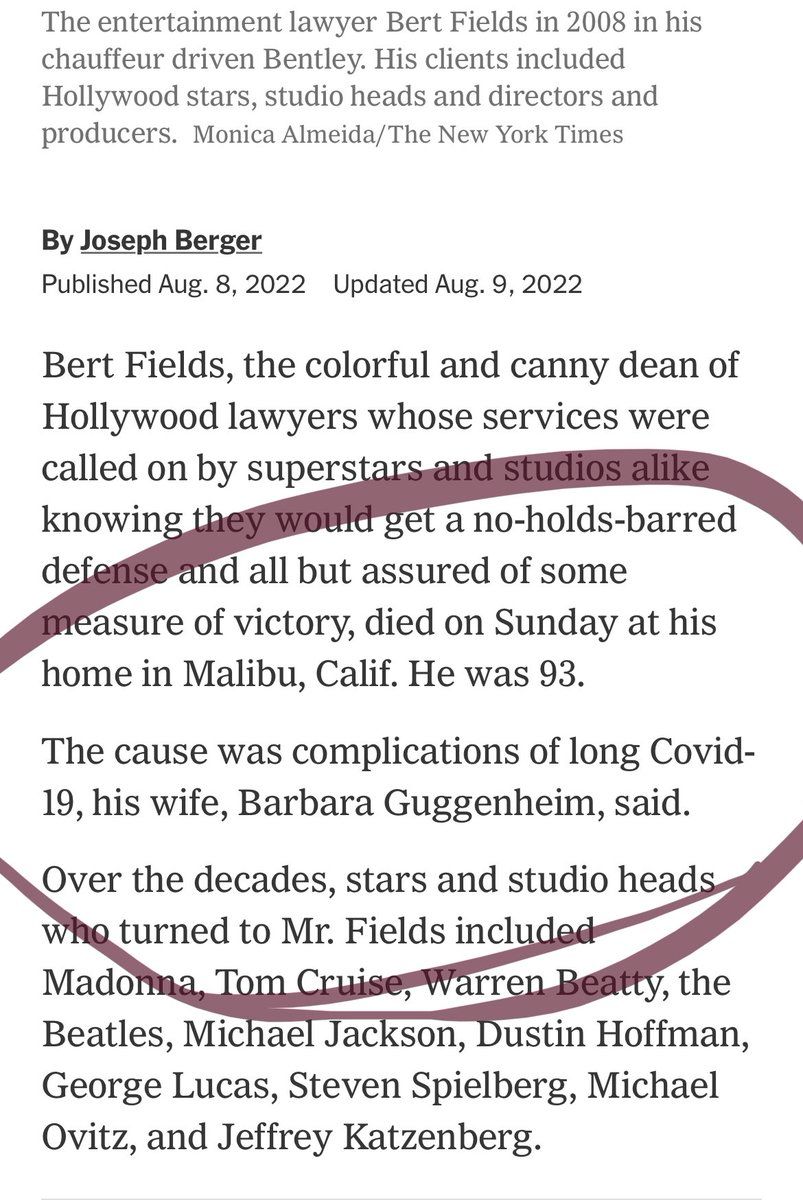 The entertainment lawyer Bert Fields in 2008 in his
chauffeur driven Bentley. His clients included
Hollywood stars, studio heads and directors and
producers. Monica Almeida/The New York Times
By Joseph Berger
Published Aug. 8, 2022 Updated Aug. 9, 2022
Bert Fields, the colorful and canny dean of
Hollywood lawyers whose services were
called on by superstars and studios alike
knowing they would get a no-holds-barred
defense and all but assured of some
measure of victory, died on Sunday at his
home in Malibu, Calif. He was 93.
The cause was complications of long Covid-
19, his wife, Barbara Guggenheim, said.
Over the decades, stars and studio heads
who turned to Mr. Fields included
Madonna, Tom Cruise, Warren Beatty, the
Beatles, Michael Jackson, Dustin Hoffman,
George Lucas, Steven Spielberg, Michael
Ovitz, and Jeffrey Katzenberg.